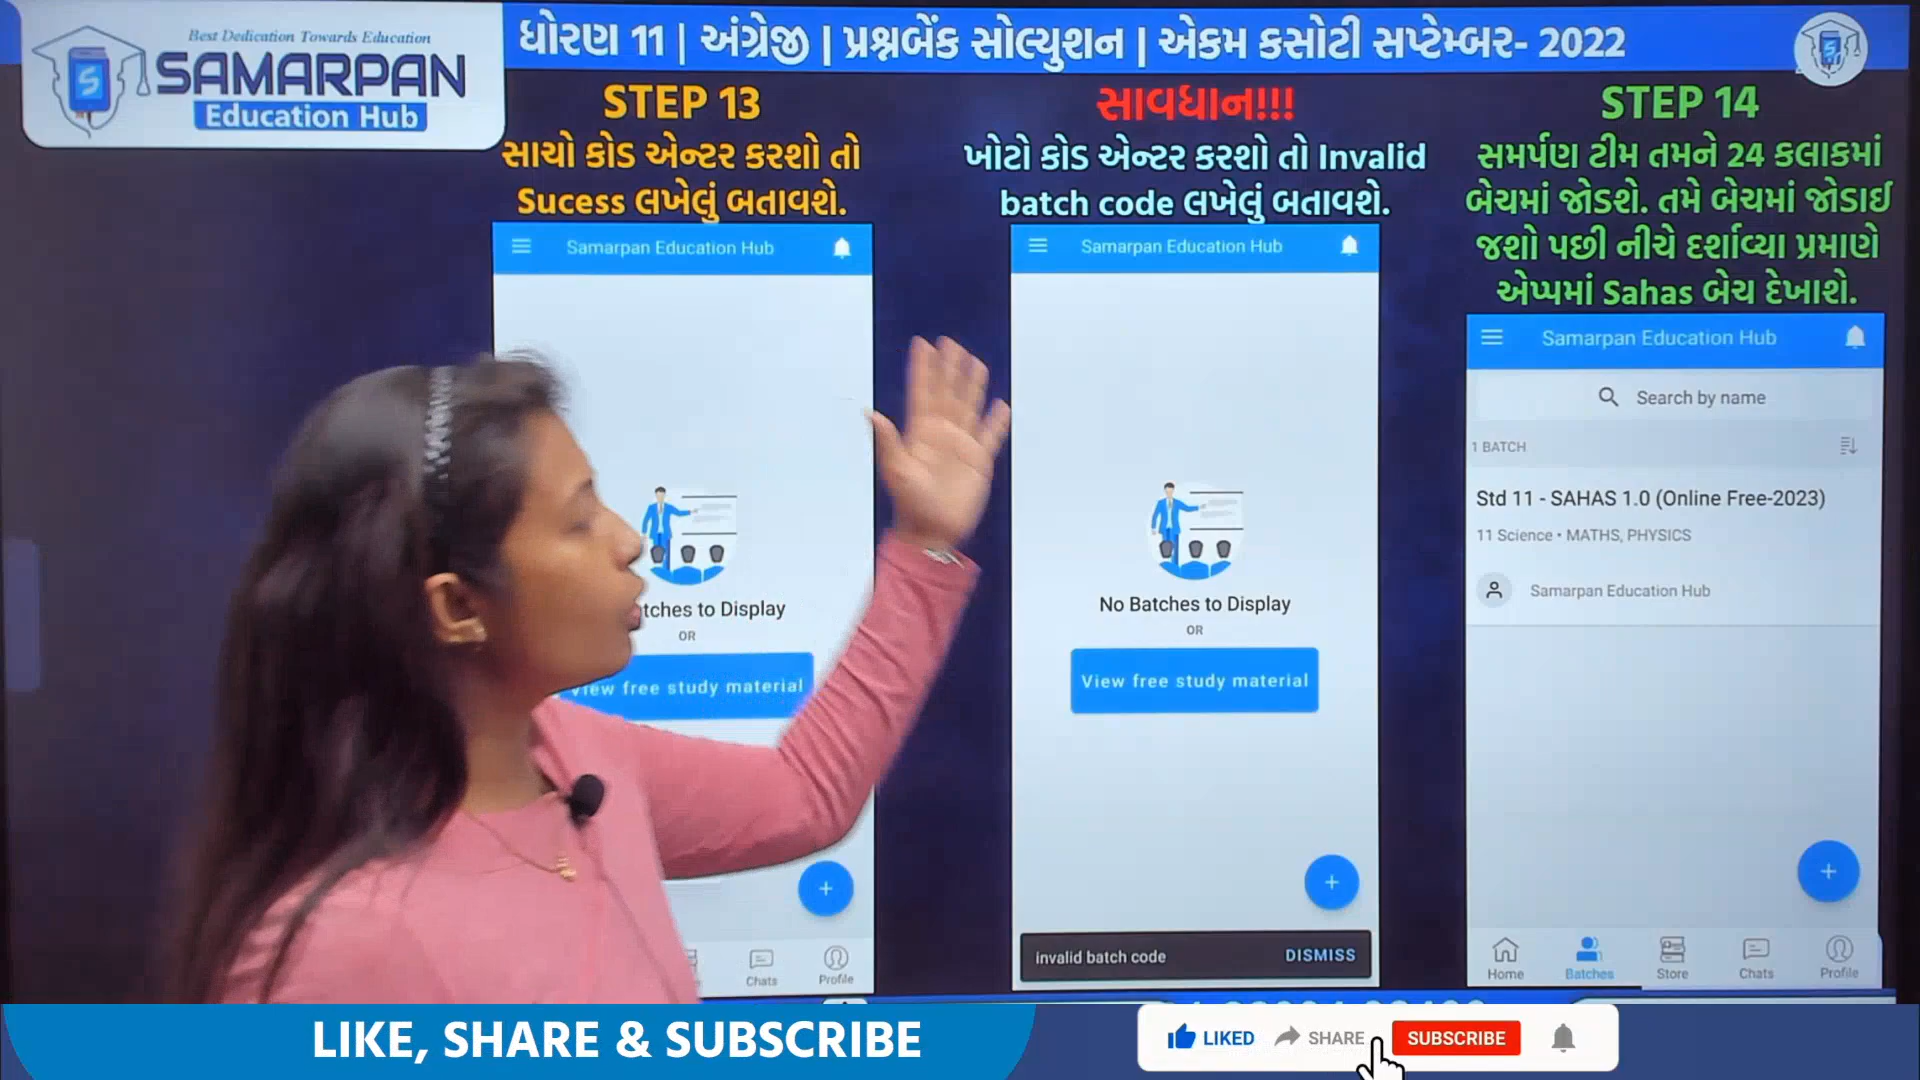 Best Dedication Towards Education
SAMARPAN
Education Hub
ધોરણ 11 | અંગ્રેજી | પ્રશ્નબેંક સોલ્યુશન | એકમ કસોટી સપ્ટેમ્બર- 2022
STEP 13
સાચો કોડ એન્ટર કરશો તો
Sucess લખેલું બતાવશે.
Samarpan Education Hub
tches to Display
OR
View free study material
+
Chats
Profile
સાવધાન!!!
ખોટો કોડ એન્ટર કરશો તો Invalid
batch code લખેલું બતાવશે.
Samarpan Education Hub
No Batches to Display
OR
View free study material
+
invalid batch code DISMISS
STEP 14
સમર્પણ ટીમ તમને 24 કલાકમાં
બેચમાં જોડશે. તમે બેચમાં જોડાઈ
જશો પછી નીચે દર્શાવ્યા પ્રમાણે
એપ્પમાં Sahas બેચ દેખાશે.
Samarpan Education Hub
Search by name
1 BATCH
Std 11 - SAHAS 1.0 (Online Free-2023)
11 Science • MATHS, PHYSICS
Samarpan Education Hub
+
Home Batches Store Chats Profile
LIKE, SHARE & SUBSCRIBE
LIKED SHARE SUBSCRIBE